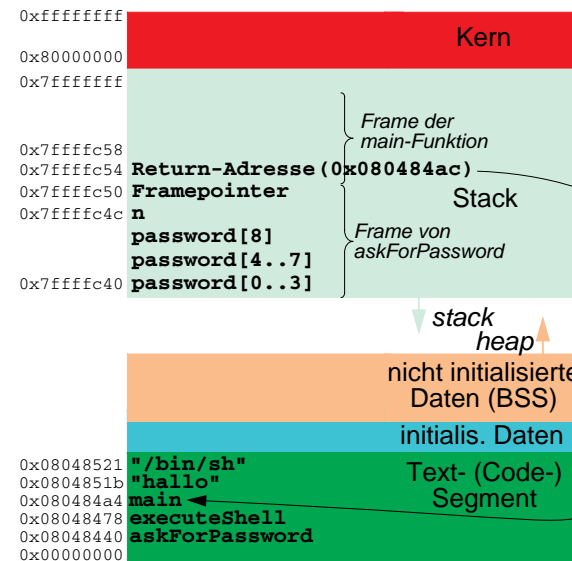 0xffffffff
Kern
0x80000000
0x7fffffff
Frame der
main-Funktion
0x7ffffc58
0x7ffffc54 Return-Adresse(0x080484ac)
0x7ffffc50 Framepointer
Stack
0x7ffffc4c n
password[8]
Frame von
askForPassword
password[4..7]
0x7ffffc40 password[0..3]
stack
heap
nicht initialisierte
Daten (BSS)
initialis. Daten
0x08048521 "/bin/sh"
Text- (Code-)
Segment
0x0804851b "hallo"
0x080484a4 main
0x08048478 executeShell
0x08048440 askForPassword
0x00000000